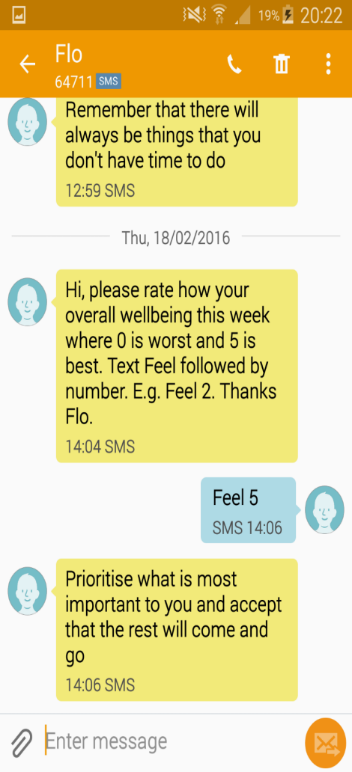 19% 20:22
Flo
64711 SMS
Remember that there will
always be things that you
don't have time to do
12:59 SMS
Thu, 18/02/2016
Hi, please rate how your
overall wellbeing this week
where 0 is worst and 5 is
best. Text Feel followed by
number. E.g. Feel 2. Thanks
Flo.
14:04 SMS
Feel 5
SMS 14:06
Prioritise what is most
important to you and accept
that the rest will come and
go
14:06 SMS
Enter message